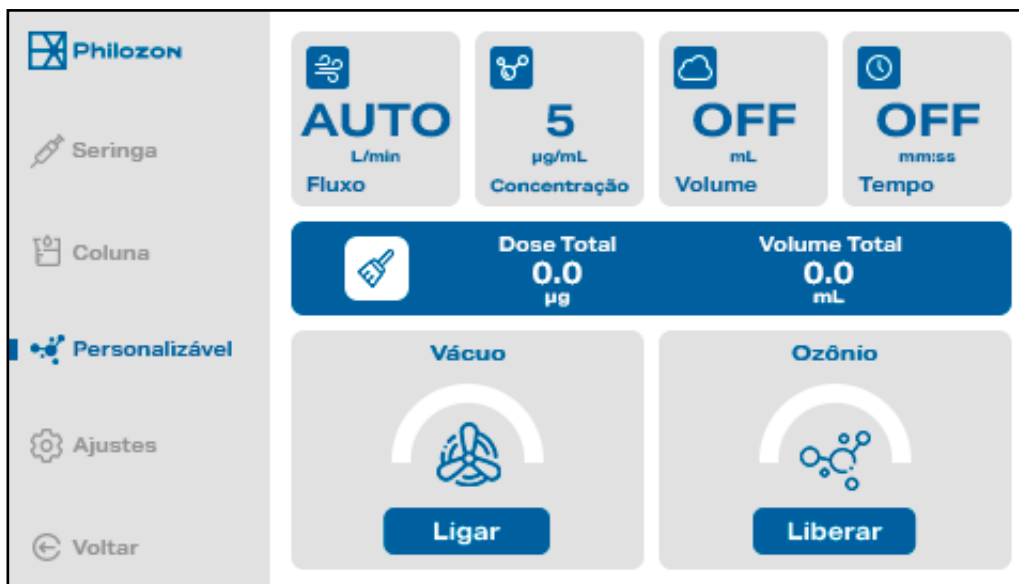 Philozon
Seringa
Coluna
Personalizável
Ajustes
Voltar
AUTO
L/min
Fluxo
5
µg/mL
Concentração
OFF
mL
Volume
OFF
mm:ss
Tempo
Dose Total
0.0
µg
Volume Total
0.0
mL
Vácuo
Ligar
Ozônio
Liberar